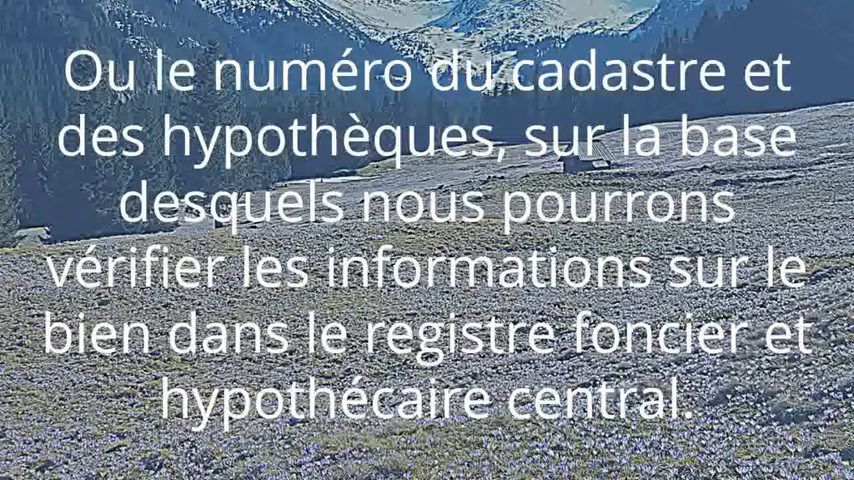 Ou le numéro du cadastre et
des hypothèques, sur la base
desquels nous pourrons
vérifier les informations sur le
bien dans le registre foncier et
hypothécaire central.